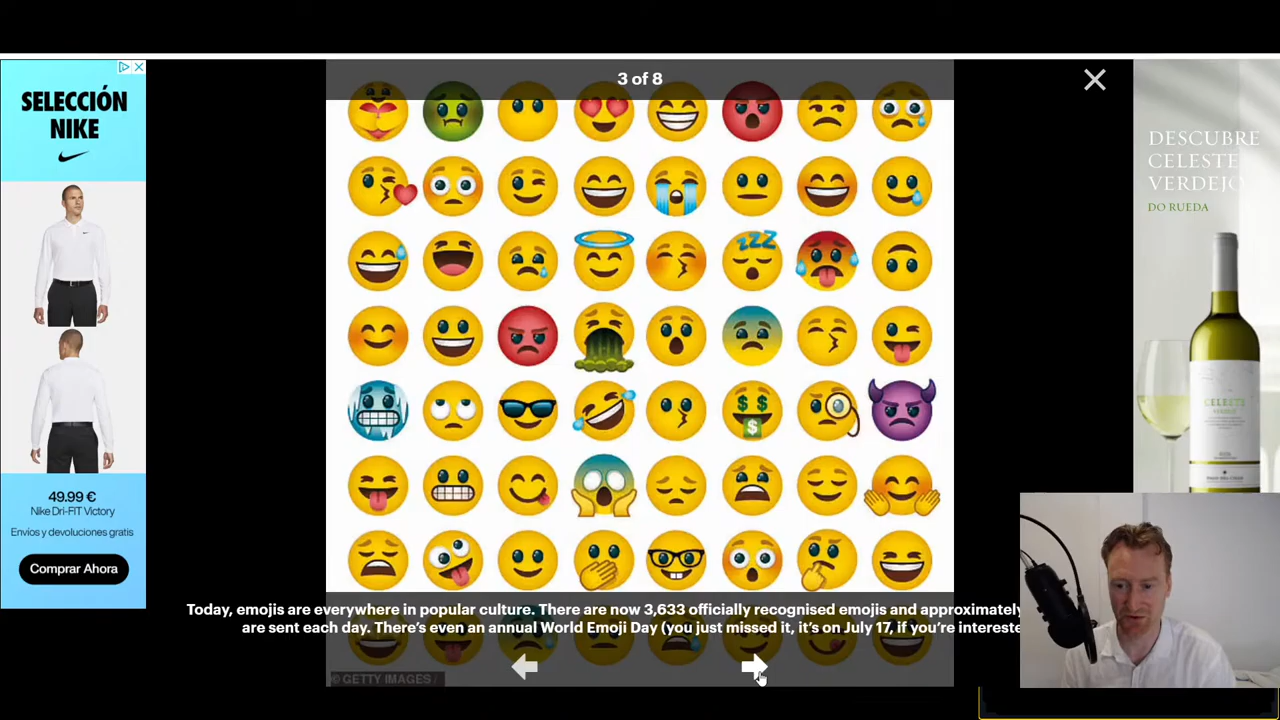 3 of 8
SELECCIÓN
NIKE
49.99 €
Nike Dri-FIT Victory
Envíos y devoluciones gratis
Comprar Ahora
DESCUBRE
CELESTE
VERDEJO
DO RUEDA
CELESTE
ZZZ
$ $
$
Today, emojis are everywhere in popular culture. There are now 3,633 officially recognised emojis and approximately
are sent each day. There's even an annual World Emoji Day (you just missed it, it's on July 17, if you're
© GETTY IMAGES /